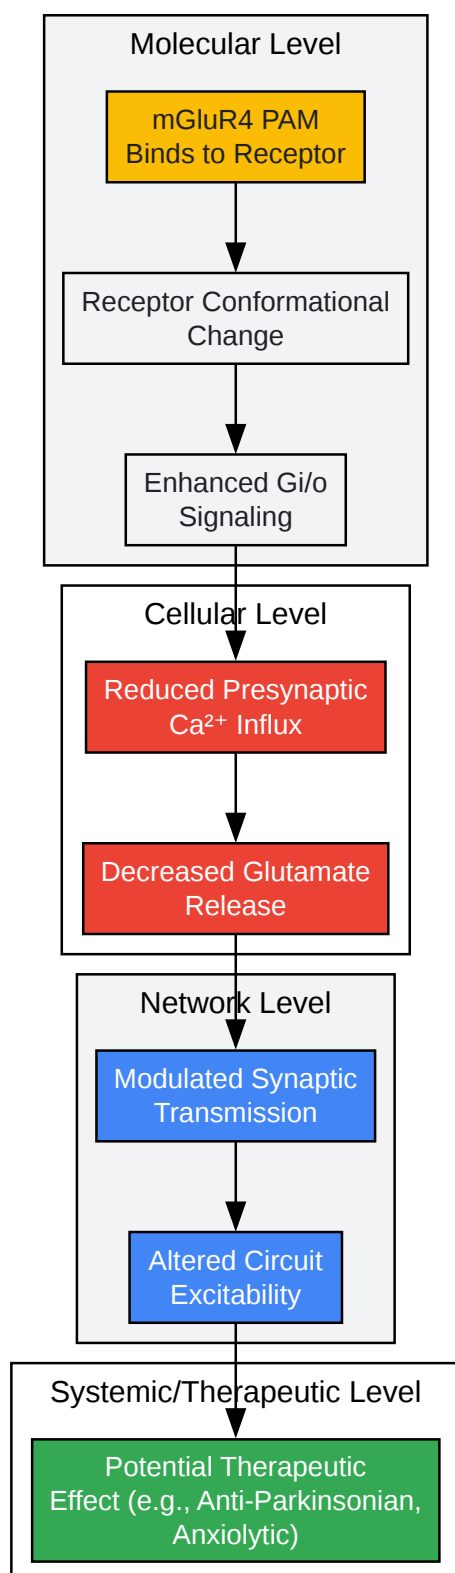 Molecular Level
mGluR4 PAM
Binds to Receptor
Receptor Conformational
Change
Enhanced Gi/o
Signaling
Cellular Level
Reduced Presynaptic
Ca²⁺ Influx
Decreased Glutamate
Release
Network Level
Modulated Synaptic
Transmission
Altered Circuit
Excitability
Systemic/Therapeutic Level
Potential Therapeutic
Effect (e.g., Anti-Parkinsonian,
Anxiolytic)